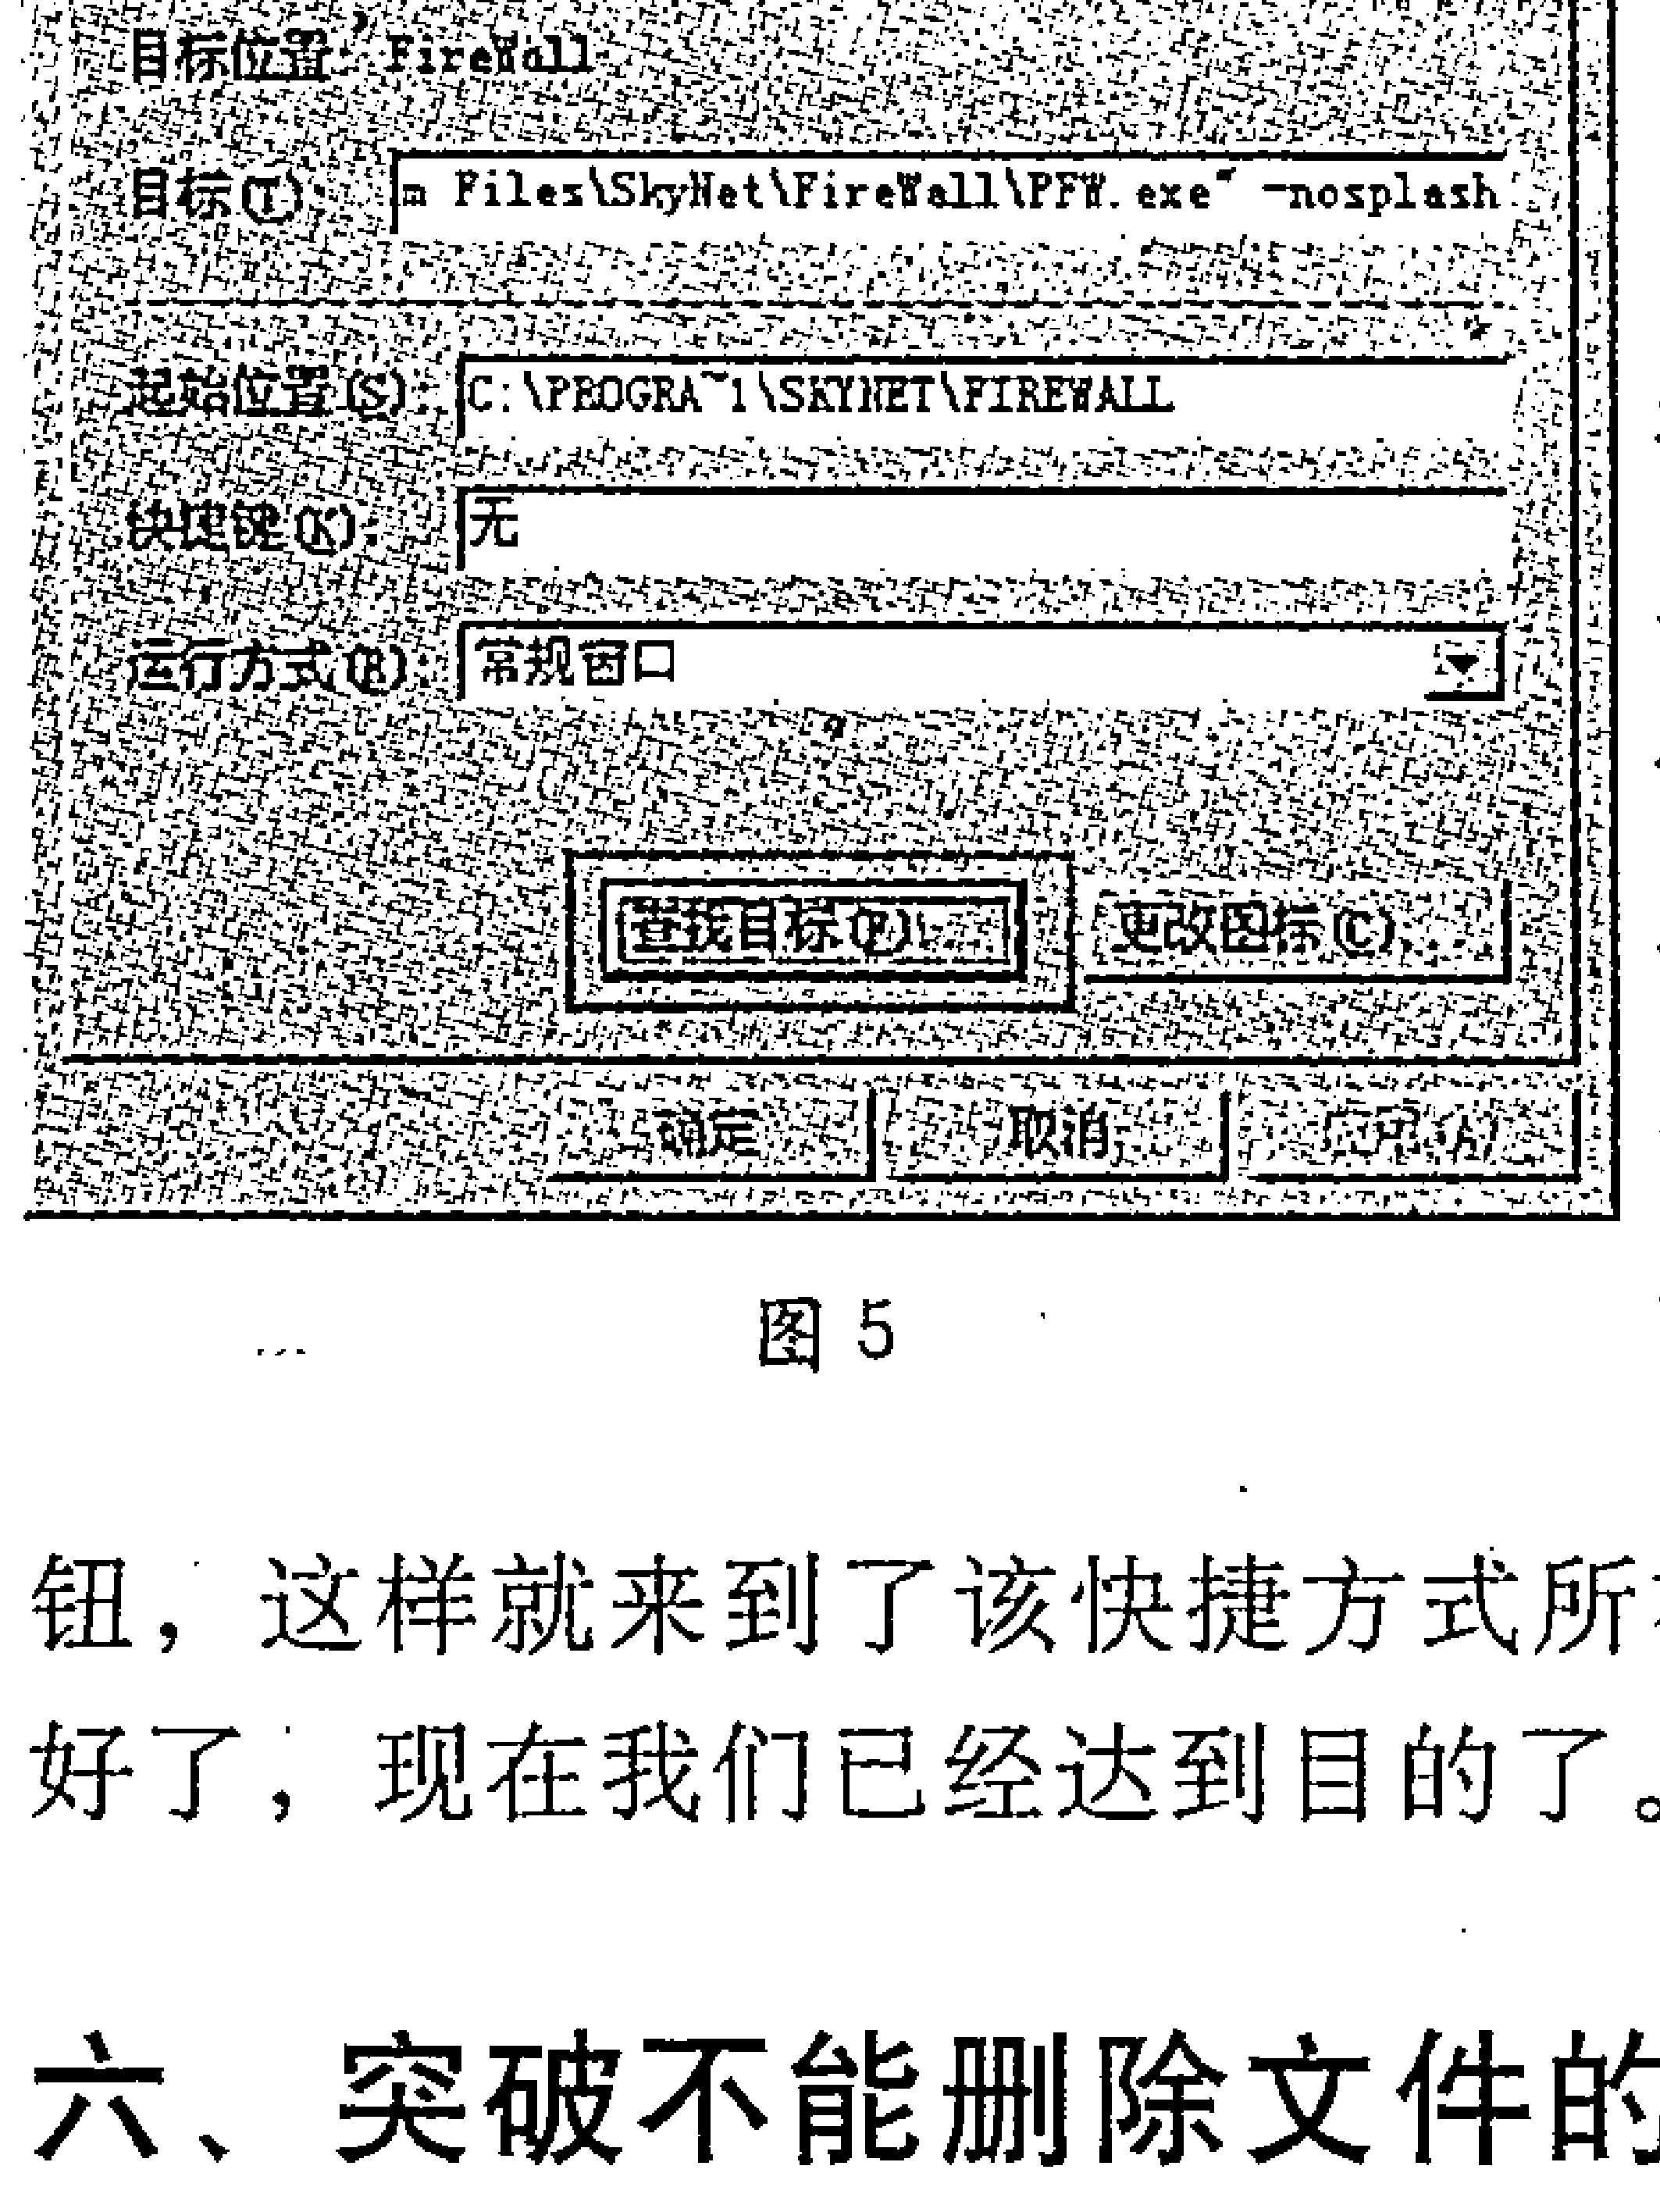 目标位置: FireWall
目标(T): m Files\SkyNet\FireWall\PFW.exe" -nosplash
起始位置(S): C:\PROGRA~1\SKYNET\FIREWALL
快捷键(K): 无
运行方式(R): 常规窗口
查找目标(F)... 更改图标(C)...
确定 取消 (A)
图 5
钮，这样就来到了该快捷方式所
好了，现在我们已经达到目的了。
六、突破不能删除文件的